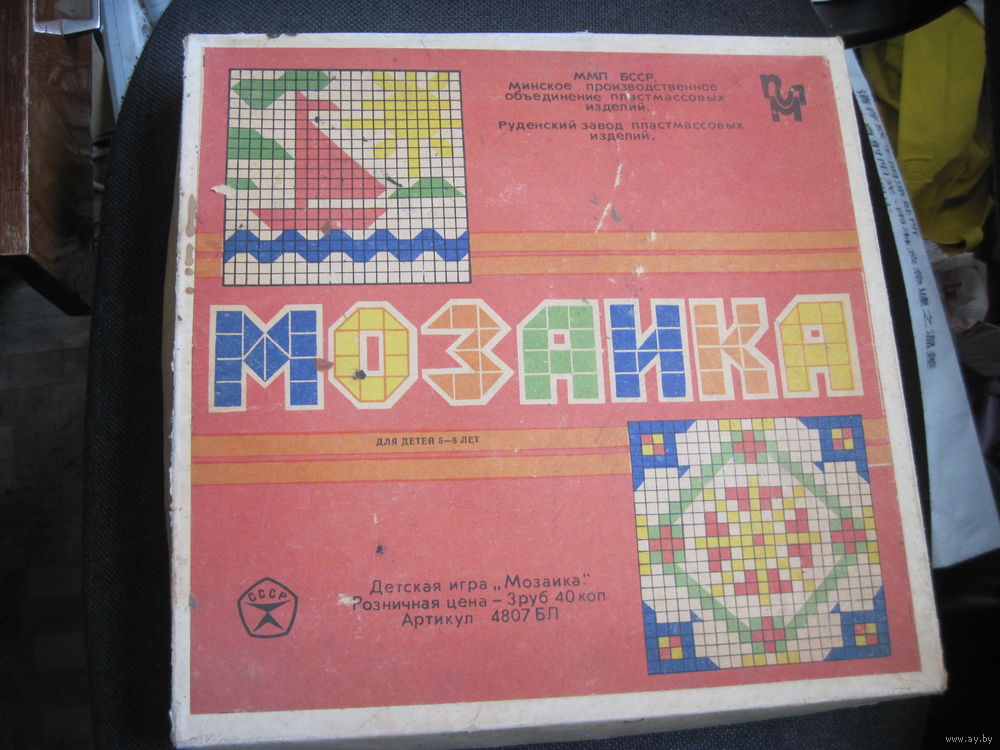 ММП БССР.
Минское производственное
объединение пластмассовых
изделий.
Руденский завод пластмассовых
изделий.
МОЗАИКА
ДЛЯ ДЕТЕЙ 5—8 ЛЕТ
СССР
Детская игра „Мозаика".
Розничная цена – 3руб 40коп
Артикул 4807 БЛ
www.ay.by